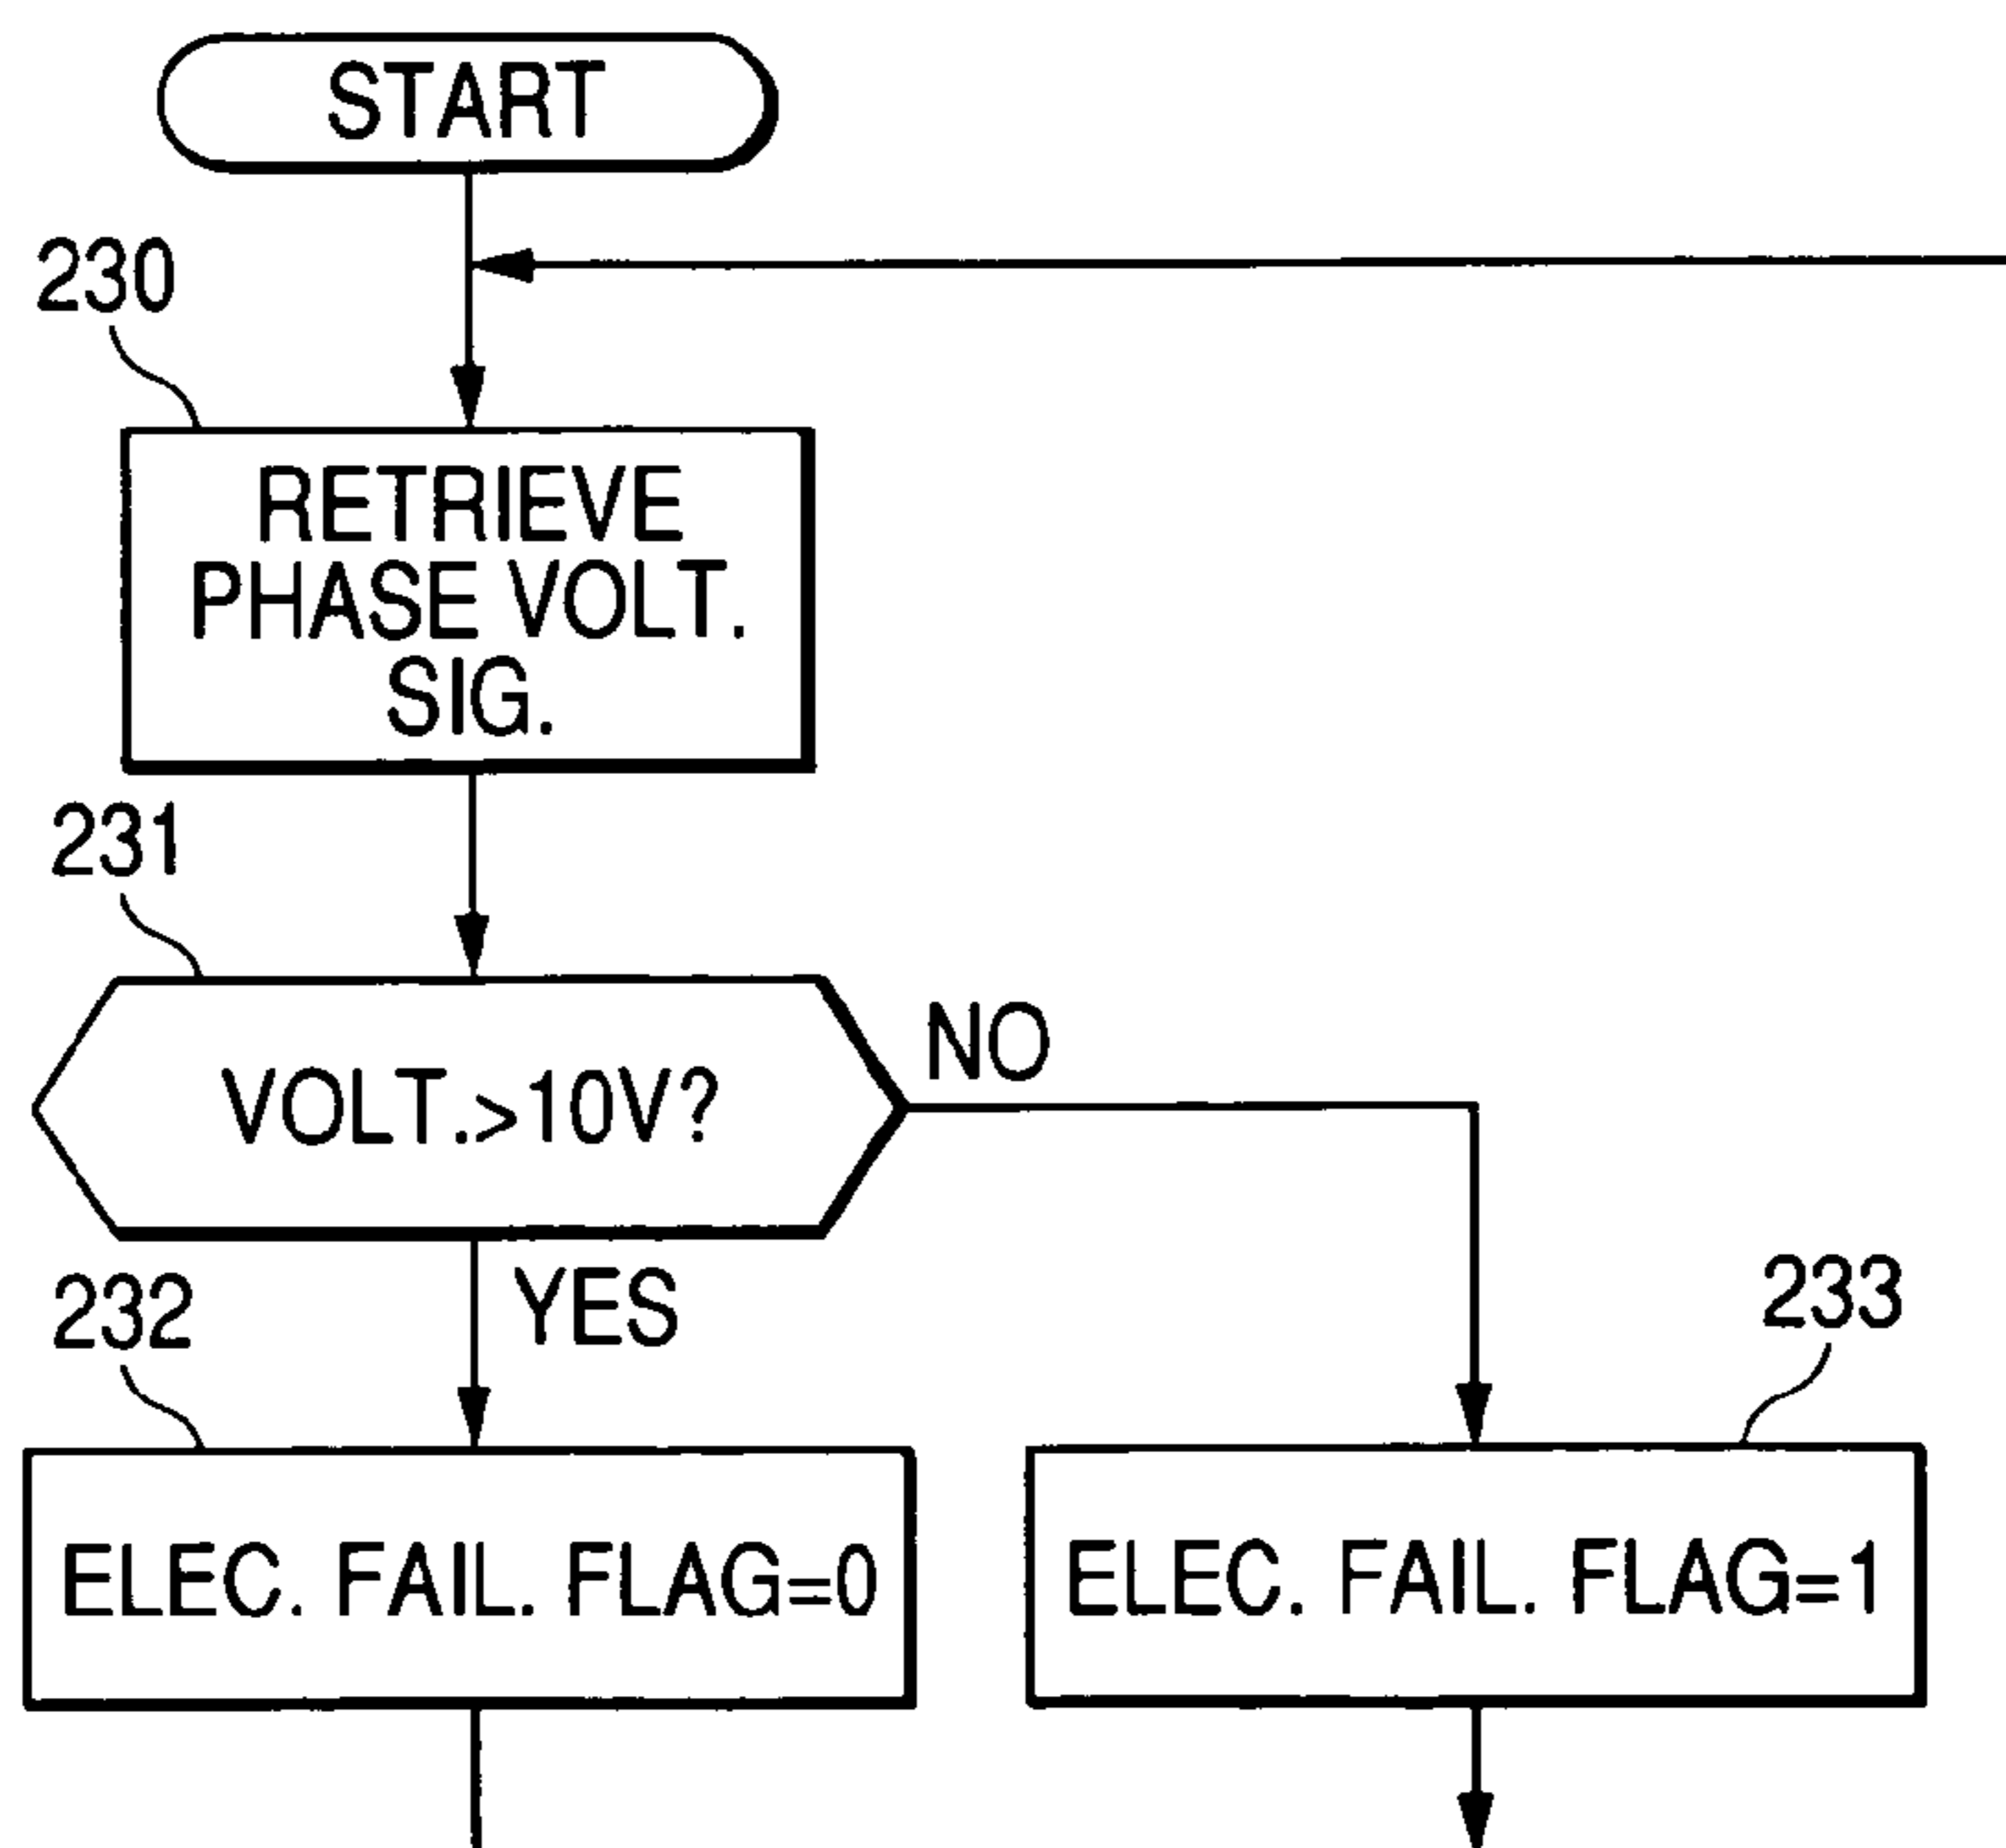 START
230
RETRIEVE
PHASE VOLT.
SIG.
231
VOLT.>10V?
NO
YES
232
233
ELEC. FAIL. FLAG=0
ELEC. FAIL. FLAG=1